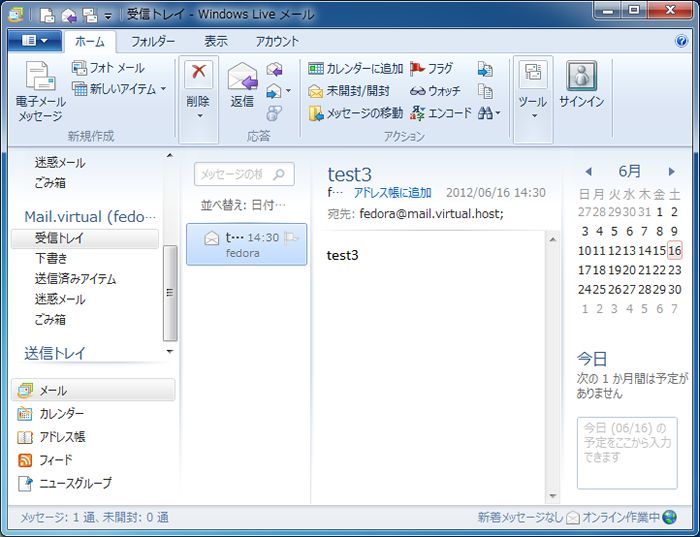 受信トレイ - Windows Live メール
ホーム フォルダー 表示 アカウント
電子メール メッセージ
フォト メール
新しいアイテム
新規作成
削除
返信
応答
カレンダーに追加 フラグ
未開封/開封 ウォッチ
メッセージの移動 エンコード
アクション
ツール
サインイン
迷惑メール
ごみ箱
Mail.virtual (fedo…
受信トレイ
下書き
送信済みアイテム
迷惑メール
ごみ箱
送信トレイ
メール
カレンダー
アドレス帳
フィード
ニュースグループ
メッセージの検
並べ替え: 日付…
t… 14:30
fedora
test3
f… アドレス帳に追加 2012/06/16 14:30
宛先: fedora@mail.virtual.host;
test3
6月
日 月 火 水 木 金 土
27 28 29 30 31 1 2
3 4 5 6 7 8 9
10 11 12 13 14 15 16
17 18 19 20 21 22 23
24 25 26 27 28 29 30
1 2 3 4 5 6 7
今日
次の 1 か月間は予定が
ありません
今日 (06/16) の
予定をここから入力
できます
メッセージ: 1 通、未開封: 0 通
新着メッセージなし オンライン作業中